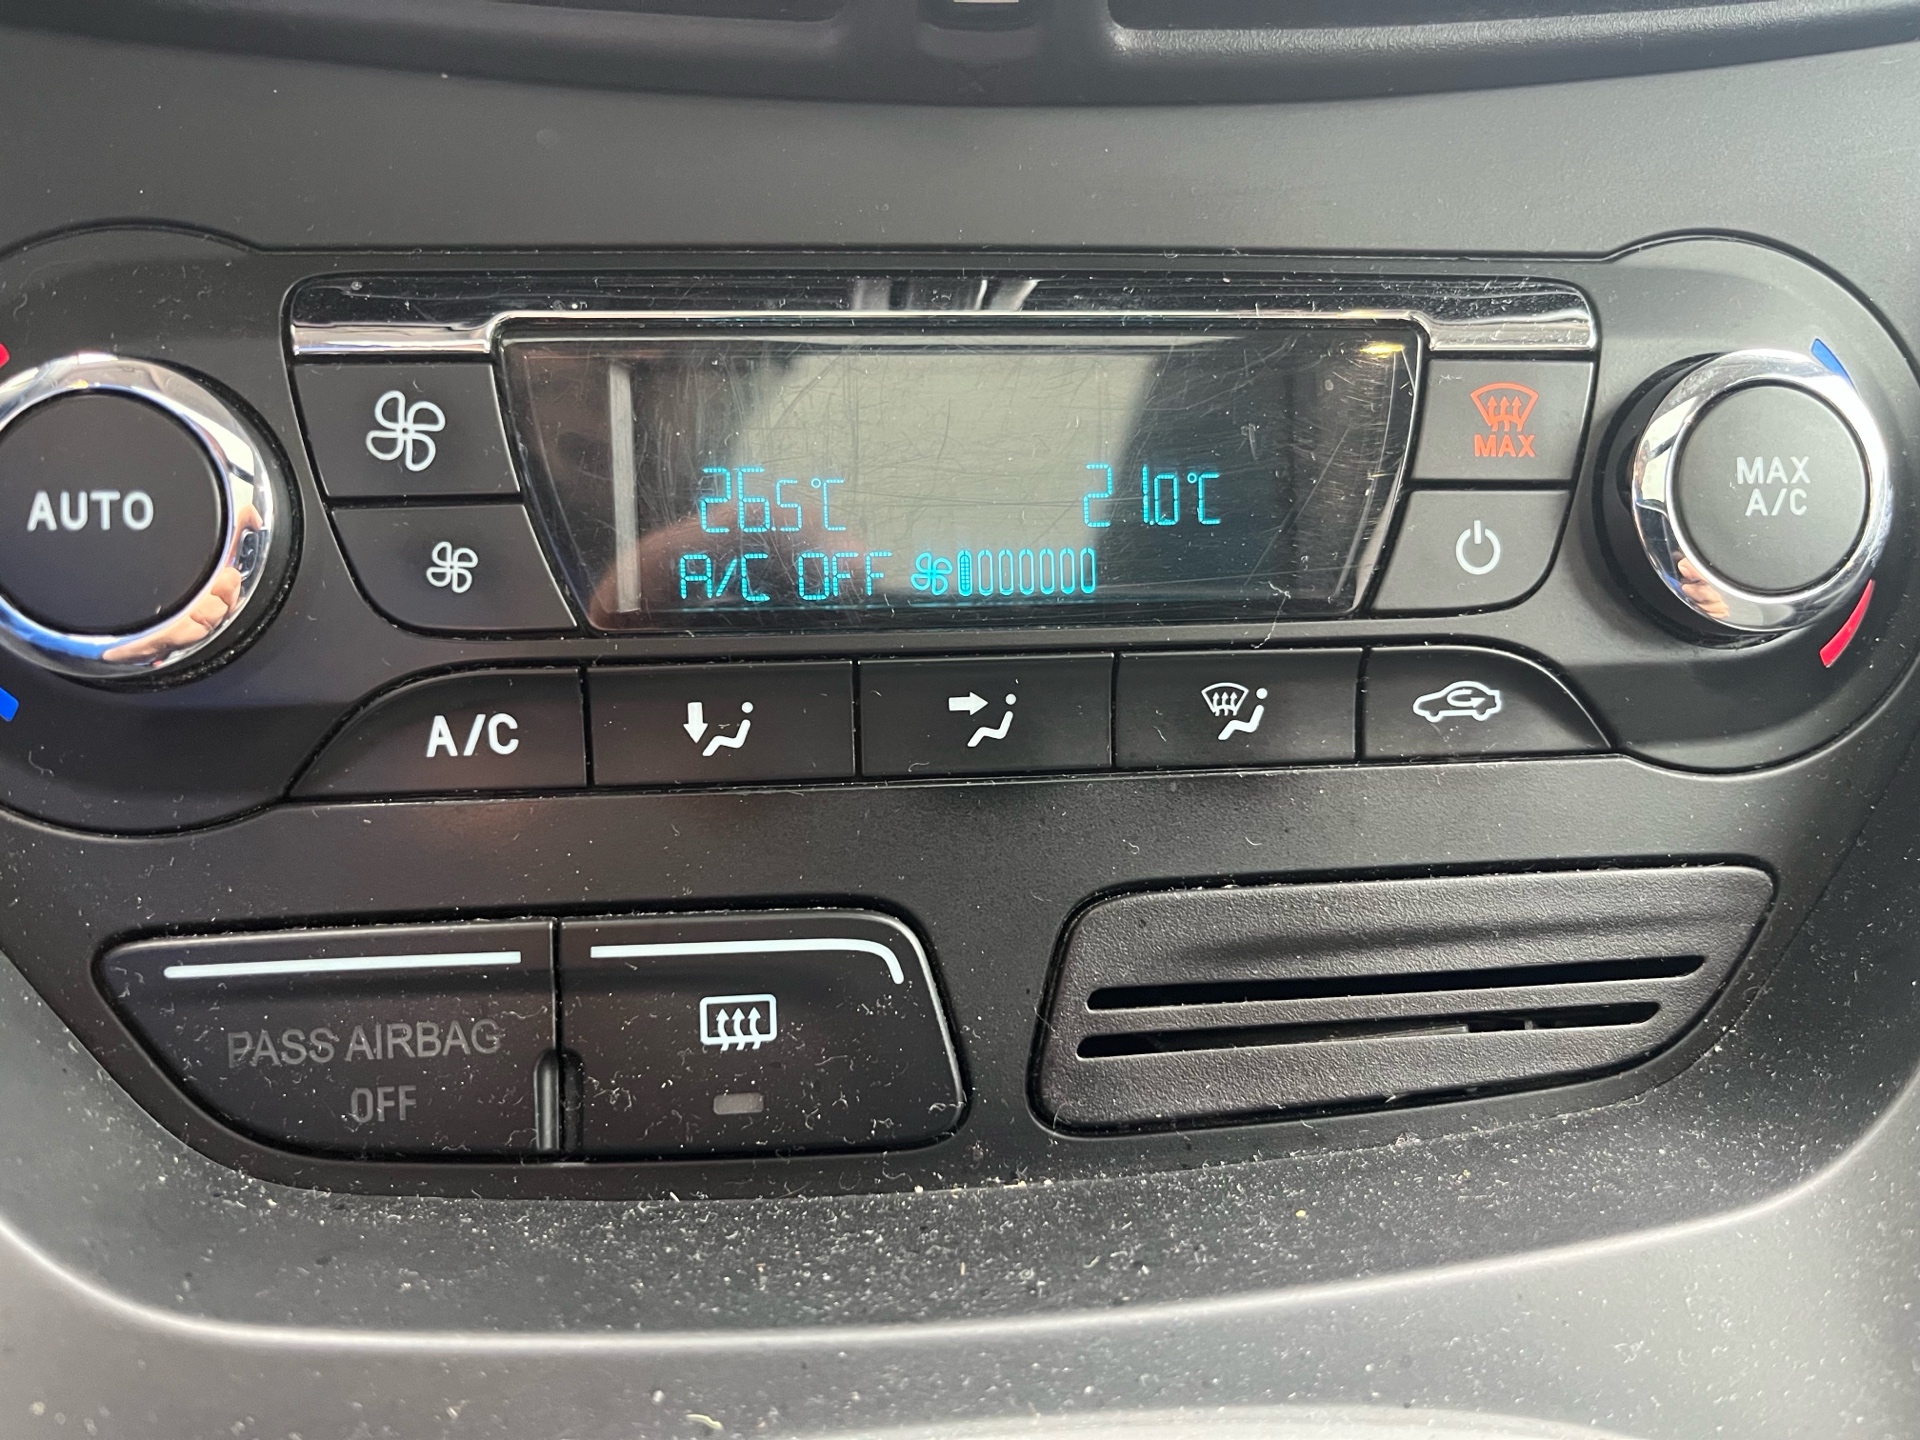 AUTO
26.5°C
21.0°C
A/C OFF
MAX
MAX
A/C
A/C
PASS AIRBAG
OFF